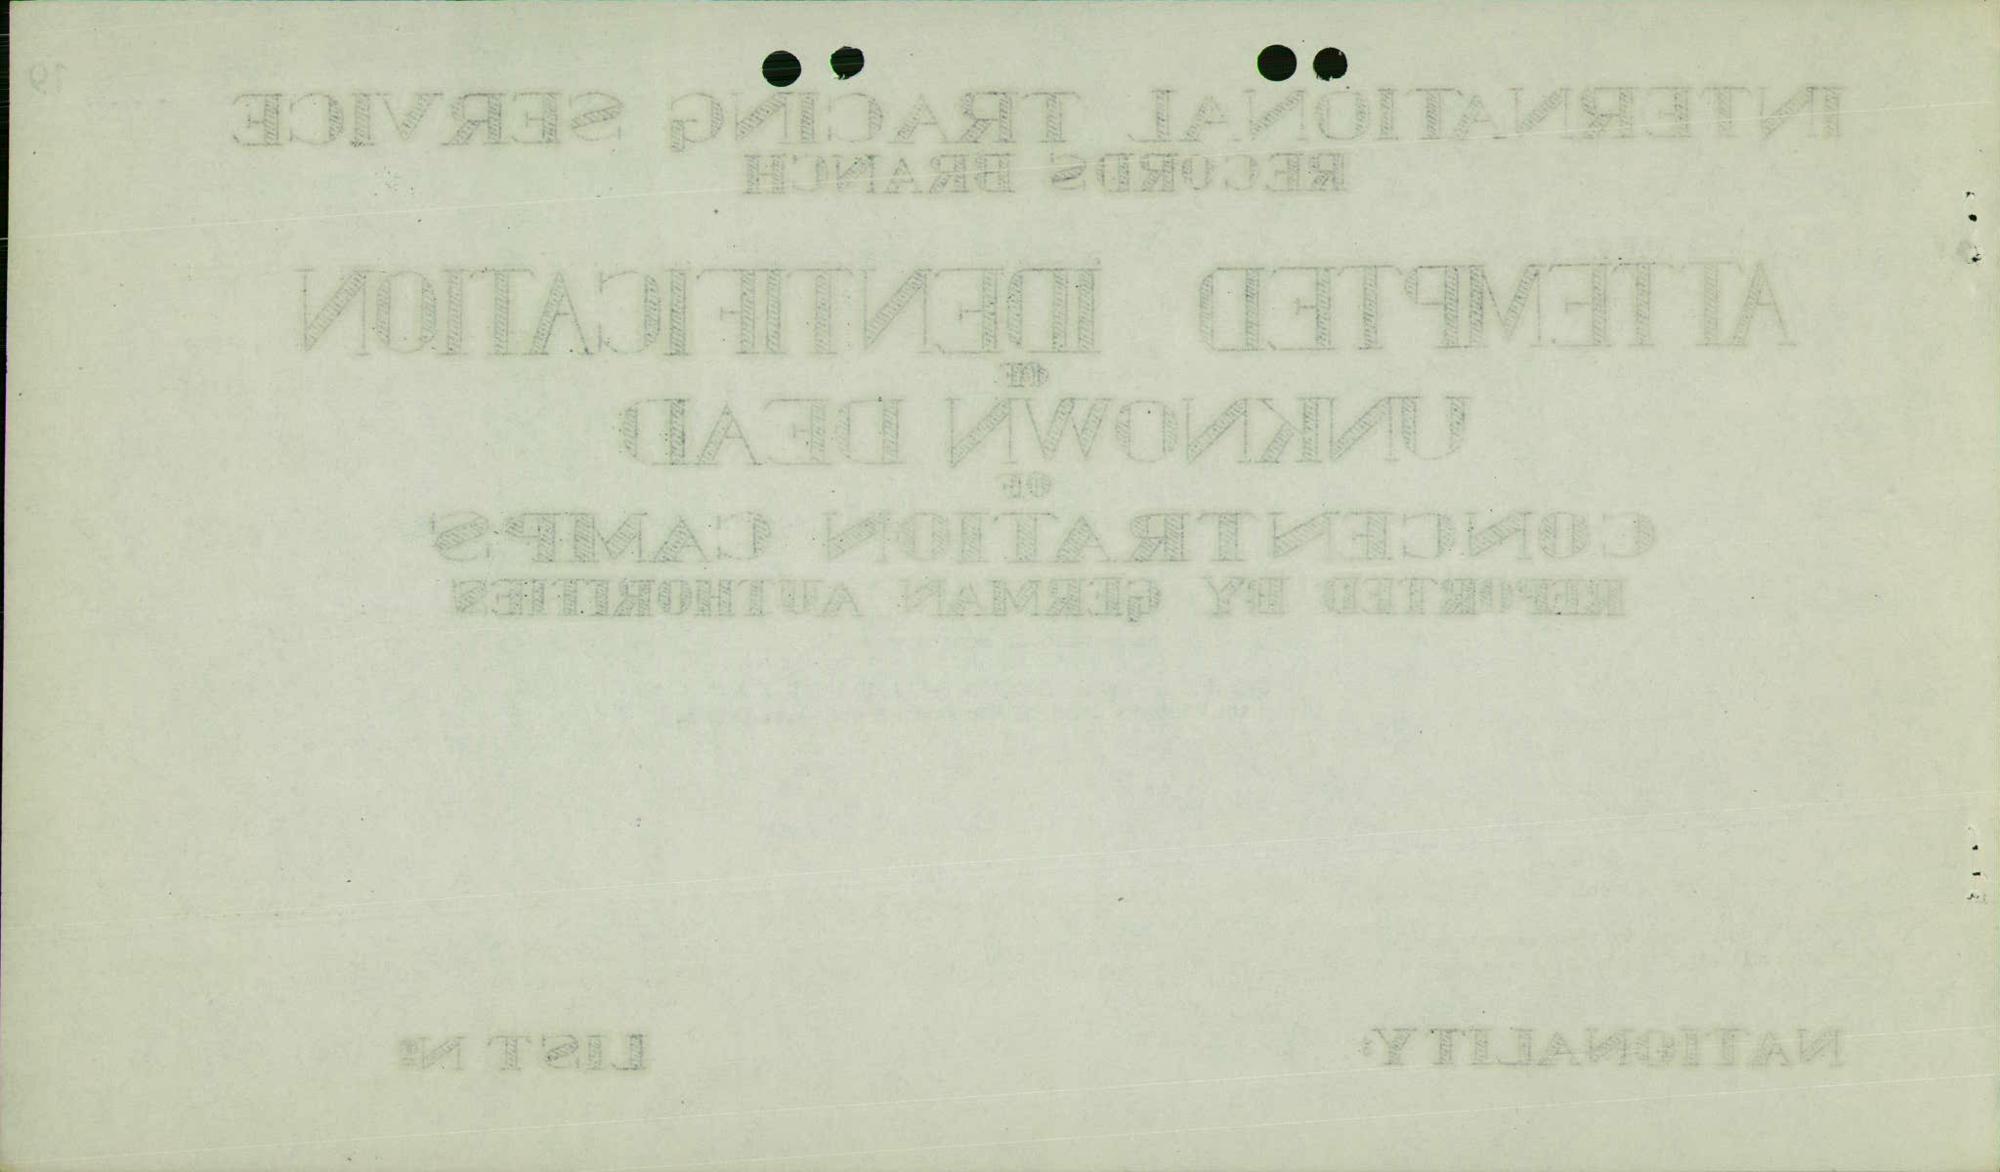 19
INTERNATIONAL TRACING SERVICE
RECORDS BRANCH
ATTEMPTED IDENTIFICATION
OF
UNKNOWN DEAD
OF
CONCENTRATION CAMPS
REPORTED BY GERMAN AUTHORITIES
NATIONALITY: LIST Nº